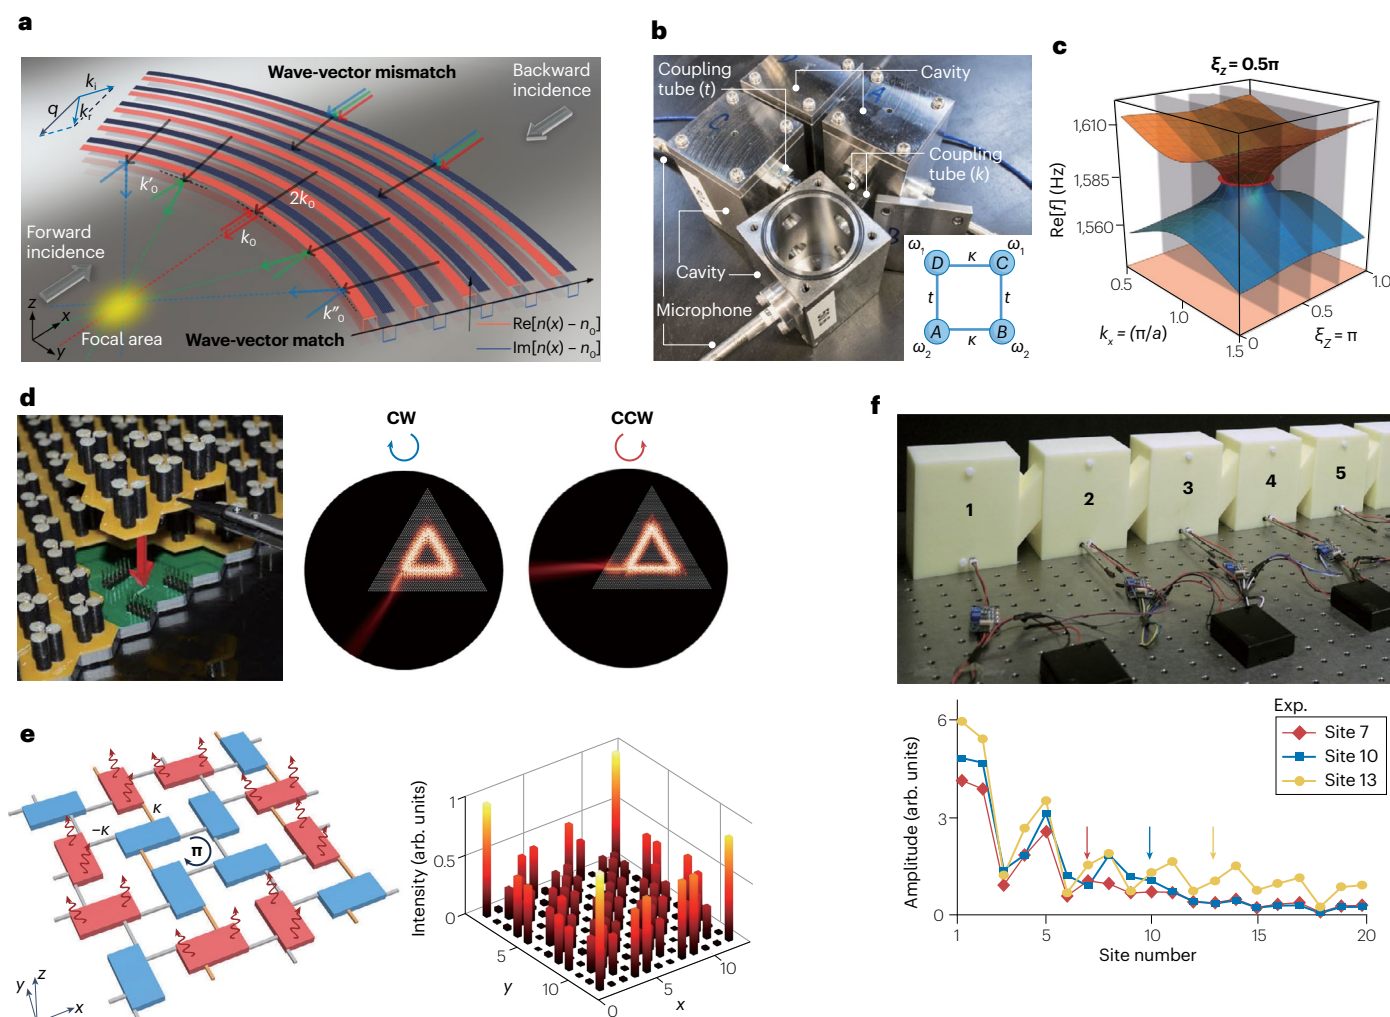 a
Wave-vector mismatch
Backward
incidence
k_i
q
k_r
k′_0
2k_0
k_0
Forward
incidence
k″_0
z
x
y
Focal area
Wave-vector match
Re[n(x) – n_0]
Im[n(x) – n_0]
b
Coupling
tube (t)
Cavity
A
C
Coupling
tube (k)
B
Cavity
Microphone
ω_1
κ
ω_1
D
C
t
t
A
B
κ
ω_2
ω_2
c
ξ_z = 0.5π
1,610
1,585
1,560
Re[f] (Hz)
0.5
1.0
1.5
k_x = (π/a)
0
0.5
1.0
ξ_Z = π
d
CW
CCW
e
κ
–κ
π
z
y
x
Intensity (arb. units)
1
0.5
0
5
10
y
0
5
10
x
f
1
2
3
4
5
Exp.
Site 7
Site 10
Site 13
Amplitude (arb. units)
6
3
0
1
5
10
15
20
Site number